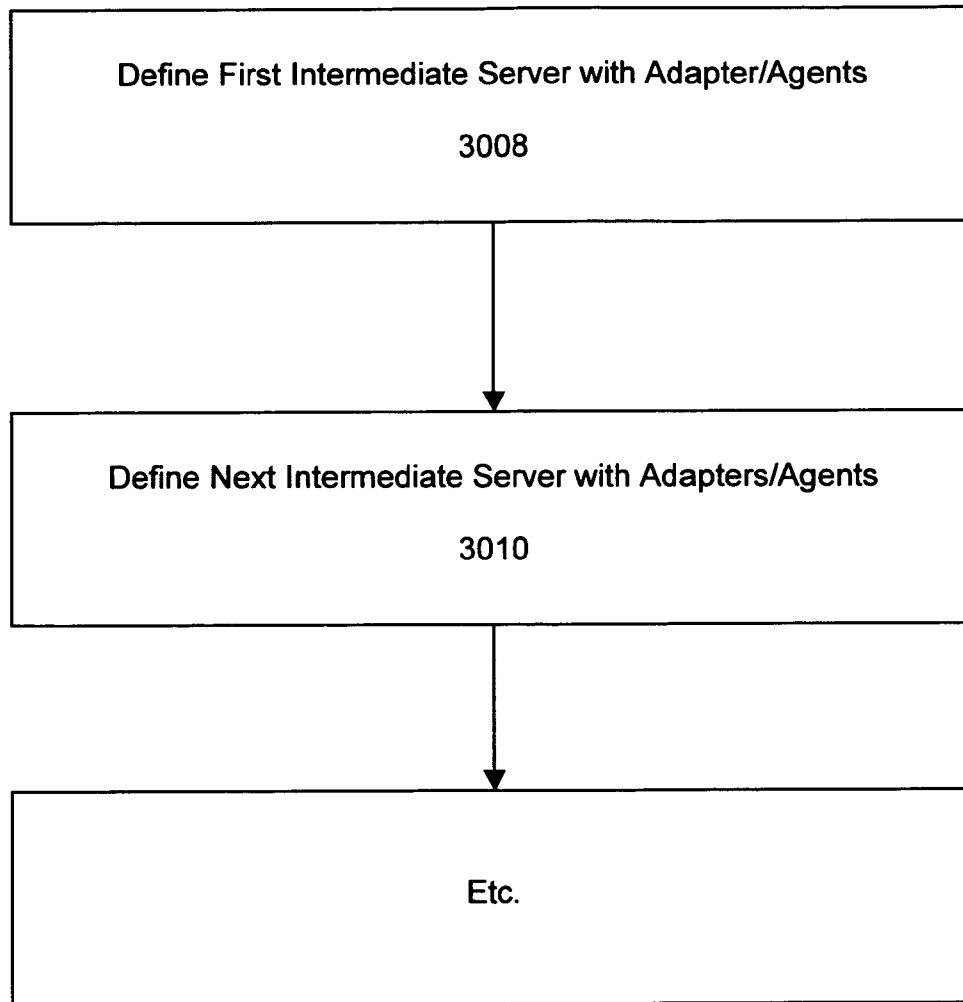 Define First Intermediate Server with Adapter/Agents
3008
Define Next Intermediate Server with Adapters/Agents
3010
Etc.